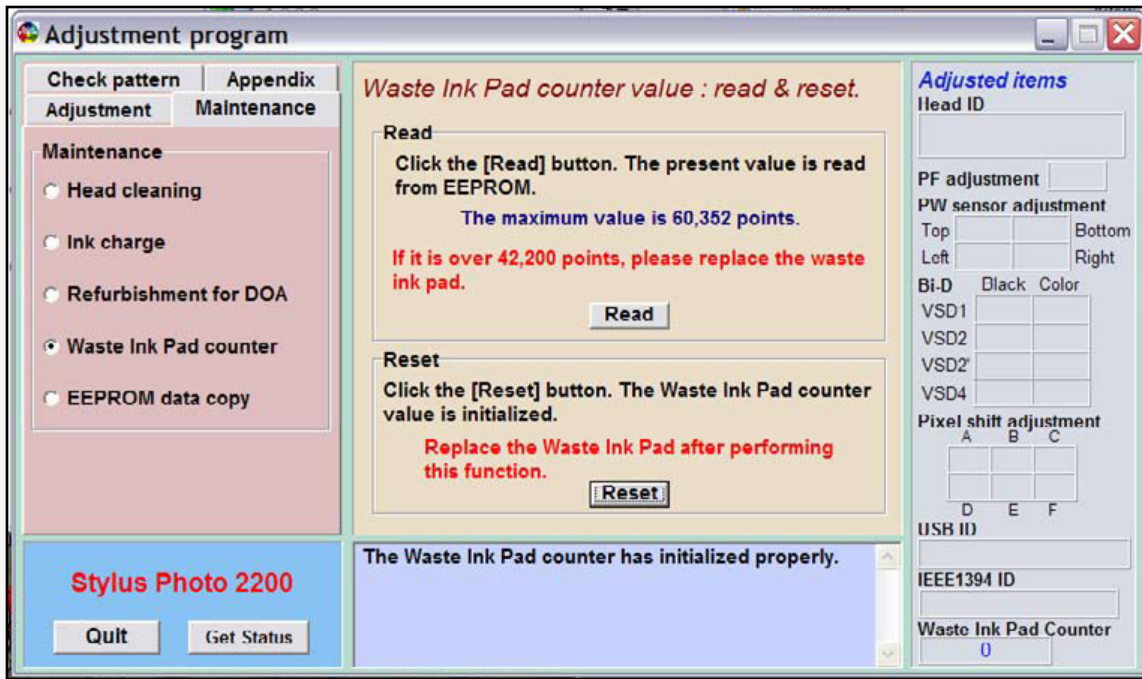 Adjustment program
Check pattern
Appendix
Adjustment
Maintenance
Maintenance
Head cleaning
Ink charge
Refurbishment for DOA
Waste Ink Pad counter
EEPROM data copy
Stylus Photo 2200
Quit
Get Status
Waste Ink Pad counter value : read & reset.
Read
Click the [Read] button. The present value is read
from EEPROM.
The maximum value is 60,352 points.
If it is over 42,200 points, please replace the waste
ink pad.
Read
Reset
Click the [Reset] button. The Waste Ink Pad counter
value is initialized.
Replace the Waste Ink Pad after performing
this function.
Reset
The Waste Ink Pad counter has initialized properly.
Adjusted items
Head ID
PF adjustment
PW sensor adjustment
Top Bottom
Left Right
Bi-D Black Color
VSD1
VSD2
VSD2'
VSD4
Pixel shift adjustment
A B C
D E F
USB ID
IEEE1394 ID
Waste Ink Pad Counter
0